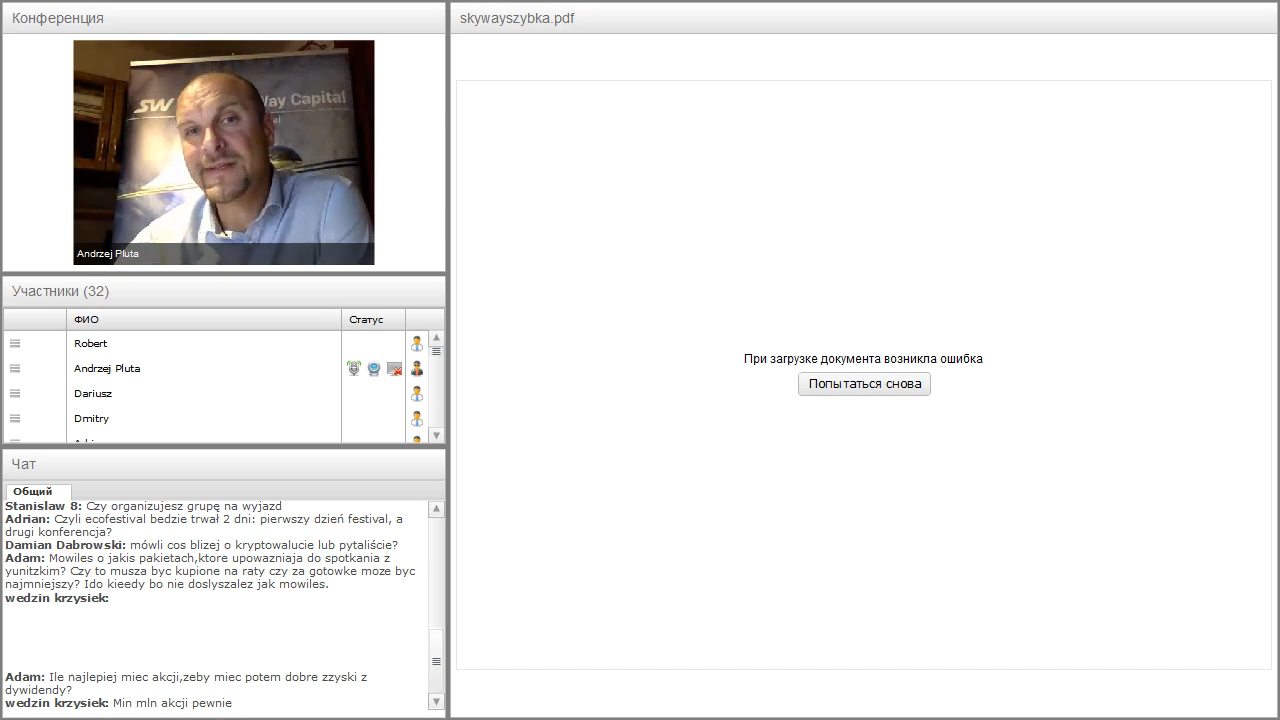 Конференция
SW
Way Capital
al
Andrzej Pluta
Участники (32)
ФИО
Статус
Robert
Andrzej Pluta
Dariusz
Dmitry
Чат
Общий
Stanislaw 8: Czy organizujesz grupę na wyjazd
Adrian: Czyli ecofestival bedzie trwał 2 dni: pierwszy dzień festival, a
drugi konferencja?
Damian Dabrowski: mówli cos blizej o kryptowalucie lub pytaliście?
Adam: Mowiles o jakis pakietach,ktore upowazniaja do spotkania z
yunitzkim? Czy to musza byc kupione na raty czy za gotowke moze byc
najmniejszy? Ido kieedy bo nie doslyszalez jak mowiles.
wedzin krzysiek:
Adam: Ile najlepiej miec akcji,zeby miec potem dobre zzyski z
dywidendy?
wedzin krzysiek: Min mln akcji pewnie
skywayszybka.pdf
При загрузке документа возникла ошибка
Попытаться снова